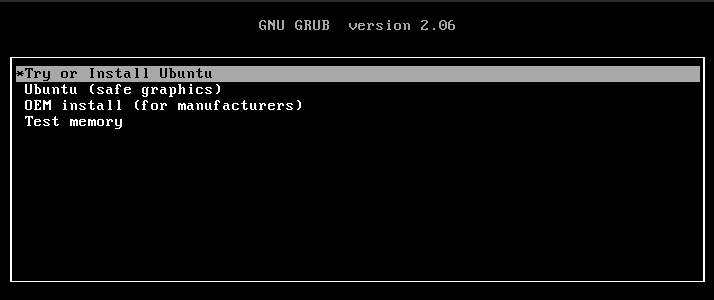 GNU GRUB  version 2.06
*Try or Install Ubuntu
Ubuntu (safe graphics)
OEM install (for manufacturers)
Test memory